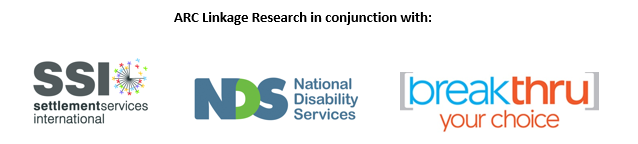 ARC Linkage Research in conjunction with:
SSI
settlementservices
international
NDS
National
Disability
Services
[breakthru]
your choice